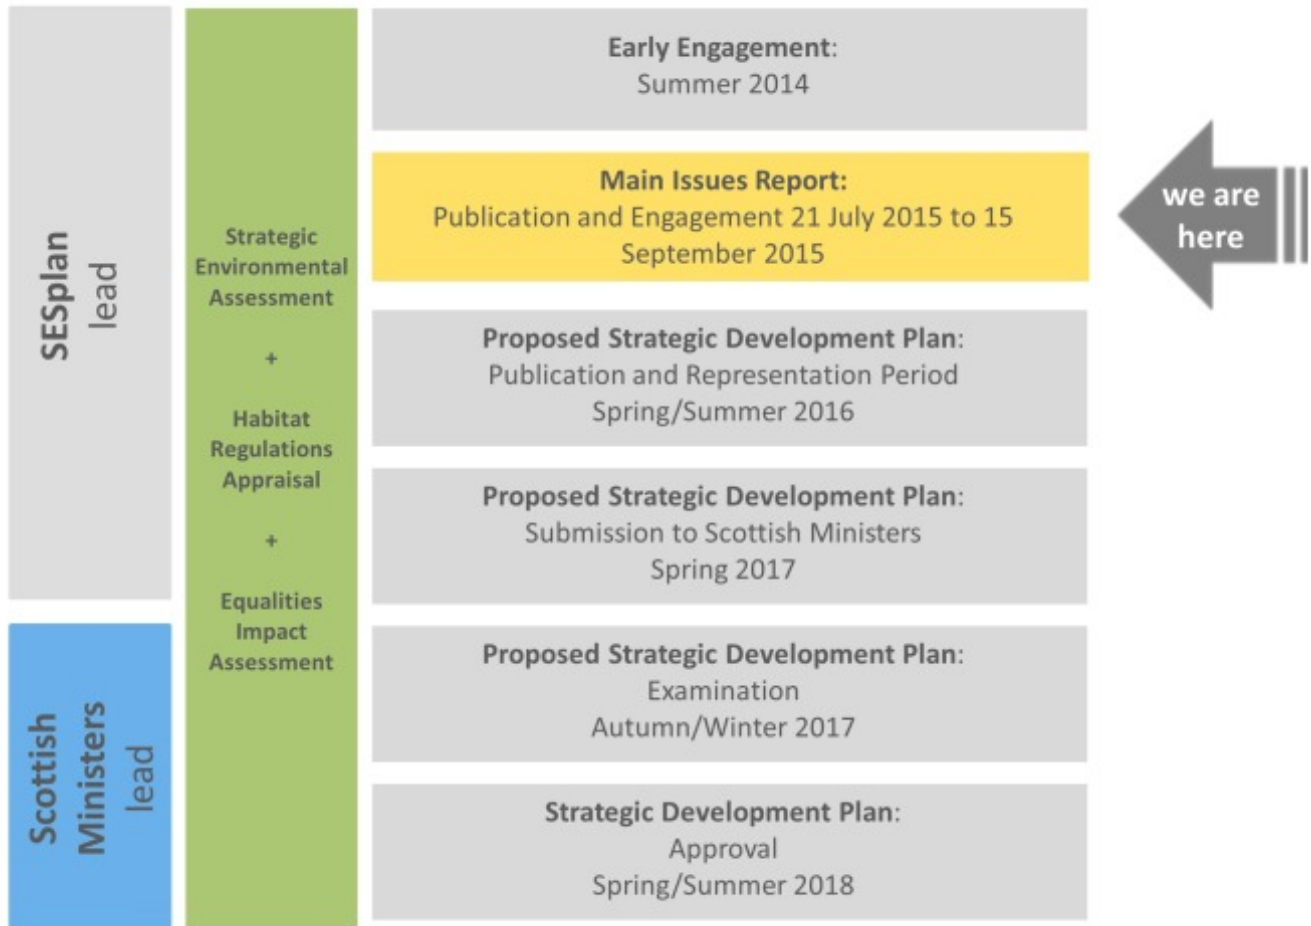 SESplan
lead
Scottish
Ministers
lead
Strategic
Environmental
Assessment
+
Habitat
Regulations
Appraisal
+
Equalities
Impact
Assessment
Early Engagement:
Summer 2014
Main Issues Report:
Publication and Engagement 21 July 2015 to 15
September 2015
Proposed Strategic Development Plan:
Publication and Representation Period
Spring/Summer 2016
Proposed Strategic Development Plan:
Submission to Scottish Ministers
Spring 2017
Proposed Strategic Development Plan:
Examination
Autumn/Winter 2017
Strategic Development Plan:
Approval
Spring/Summer 2018
we are
here